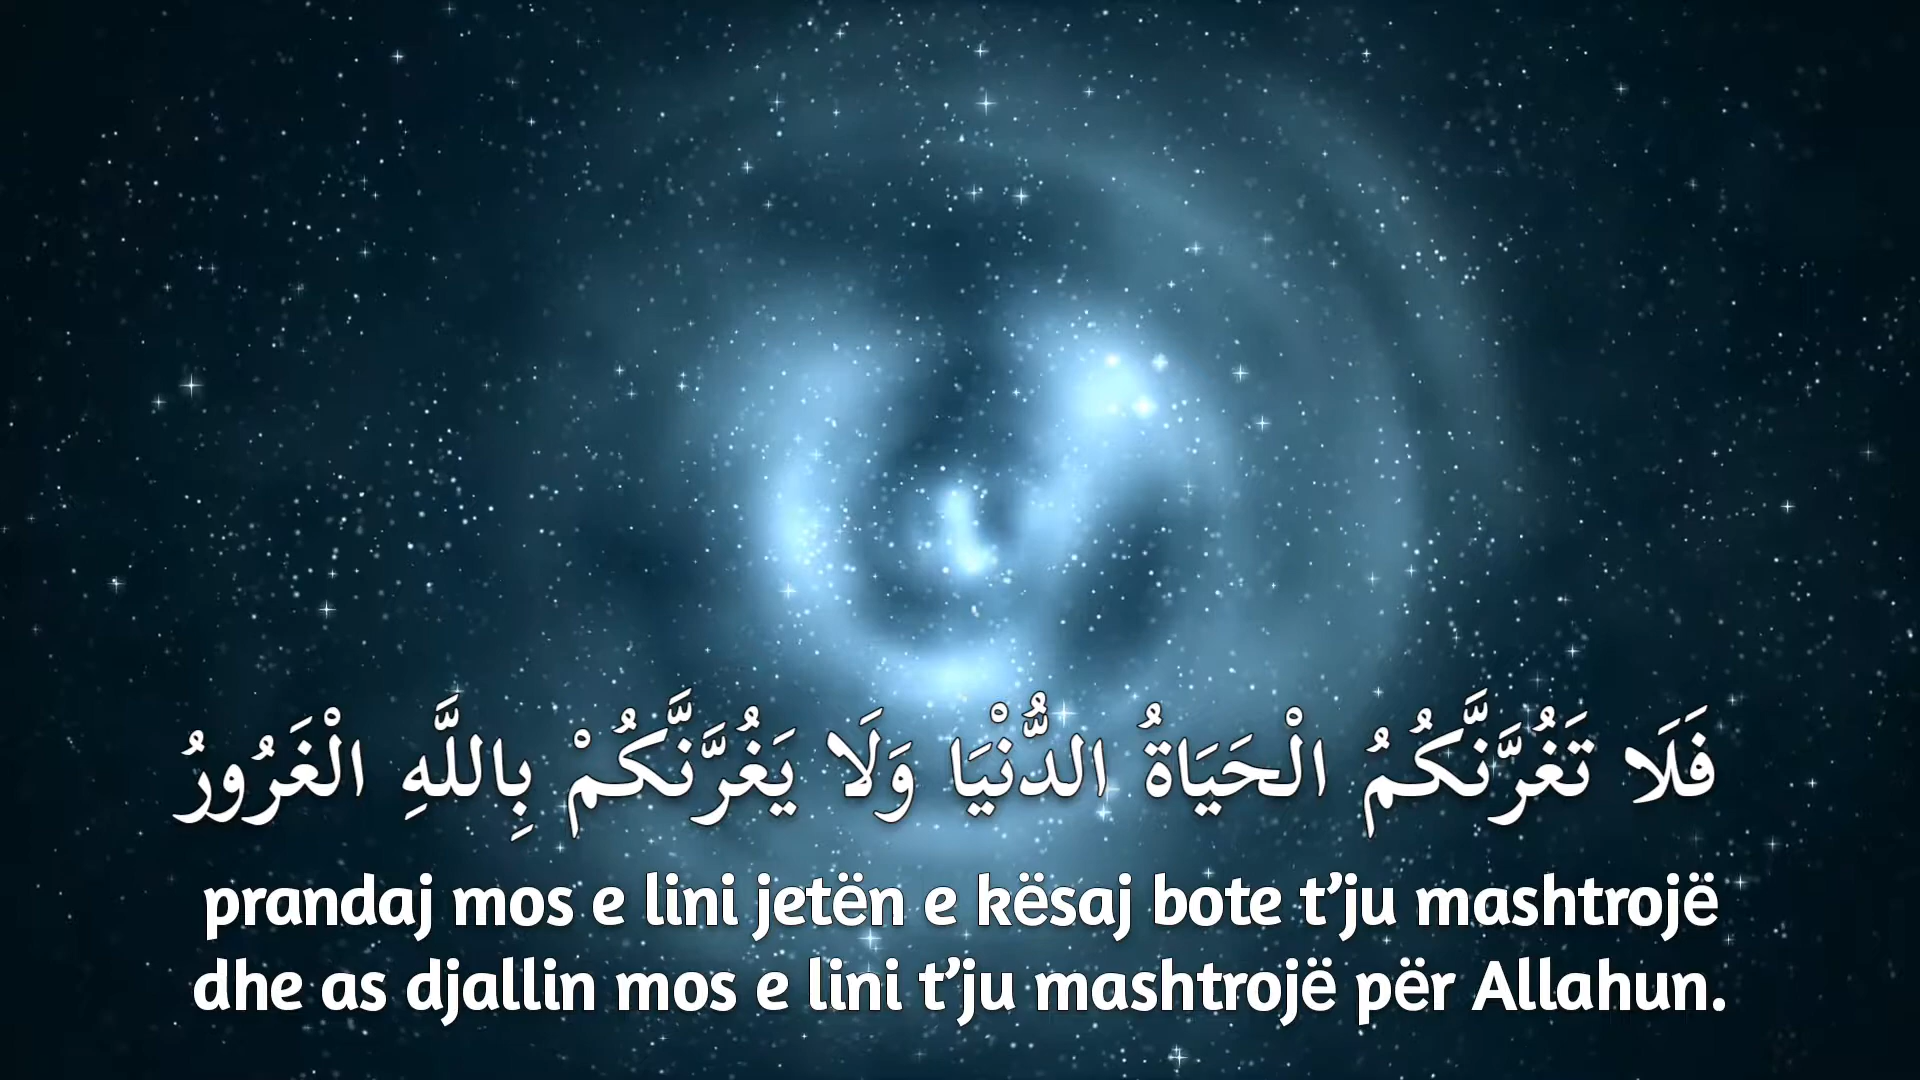 فَلَا تَغُرَّنَّكُمُ الْحَيَاةُ الدُّنْيَا وَلَا يَغُرَّنَّكُمْ بِاللَّهِ الْغَرُورُ
prandaj mos e lini jetën e kësaj bote t’ju mashtrojë
dhe as djallin mos e lini t’ju mashtrojë për Allahun.